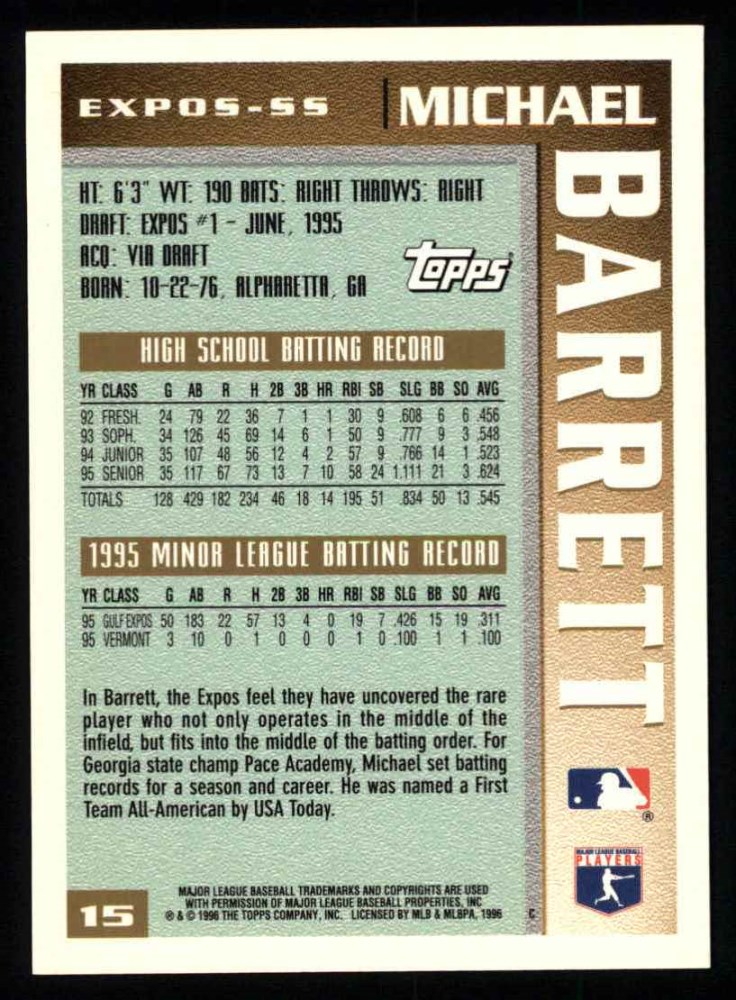 EXPOS-SS MICHAEL
BARRETT
HT: 6'3" WT: 190 BATS: RIGHT THROWS: RIGHT
DRAFT: EXPOS #1 - JUNE, 1995
ACQ: VIA DRAFT
BORN: 10-22-76, ALPHARETTA, GA
Topps
HIGH SCHOOL BATTING RECORD
YR CLASS G AB R H 2B 3B HR RBI SB SLG BB SO AVG
92 FRESH. 24 79 22 36 7 1 1 30 9 .608 6 6 .456
93 SOPH. 34 126 45 69 14 6 1 50 9 .777 9 3 .548
94 JUNIOR 35 107 48 56 12 4 2 57 9 .766 14 1 .523
95 SENIOR 35 117 67 73 13 7 10 58 24 1.111 21 3 .624
TOTALS 128 429 182 234 46 18 14 195 51 .834 50 13 .545
1995 MINOR LEAGUE BATTING RECORD
YR CLASS G AB R H 2B 3B HR RBI SB SLG BB SO AVG
95 GULF EXPOS 50 183 22 57 13 4 0 19 7 .426 15 19 .311
95 VERMONT 3 10 0 1 0 0 0 1 0 .100 1 1 .100
In Barrett, the Expos feel they have uncovered the rare
player who not only operates in the middle of the
infield, but fits into the middle of the batting order. For
Georgia state champ Pace Academy, Michael set batting
records for a season and career. He was named a First
Team All-American by USA Today.
®
MAJOR LEAGUE BASEBALL
PLAYERS
15
MAJOR LEAGUE BASEBALL TRADEMARKS AND COPYRIGHTS ARE USED
WITH PERMISSION OF MAJOR LEAGUE BASEBALL PROPERTIES, INC
® & © 1996 THE TOPPS COMPANY, INC. LICENSED BY MLB & MLBPA, 1996 C